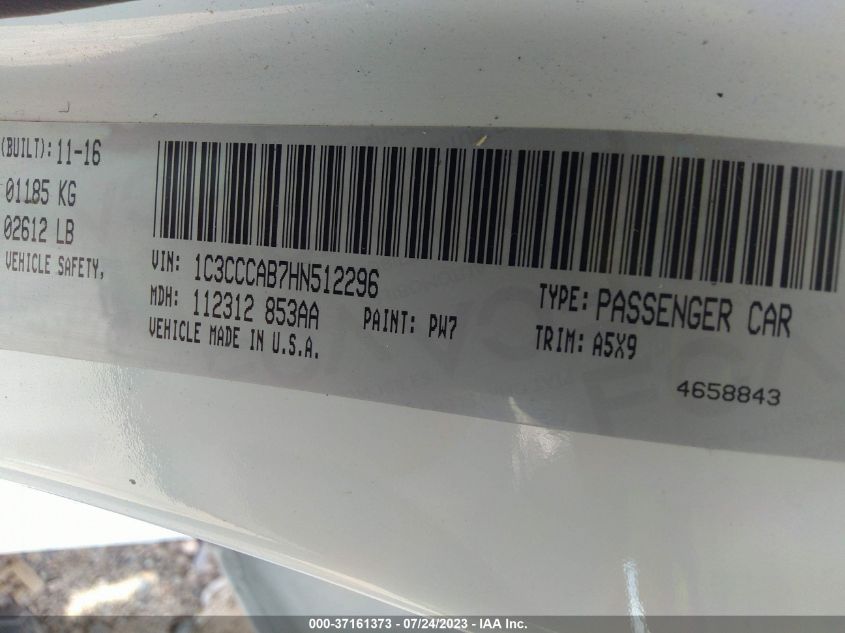 (BUILT): 11-16
01185 KG
02612 LB
VEHICLE SAFETY,
VIN: 1C3CCCAB7HN512296
TYPE: PASSENGER CAR
MDH: 112312 853AA
PAINT: PW7
TRIM: A5X9
VEHICLE MADE IN U.S.A.
4658843
000-37161373 - 07/24/2023 - IAA Inc.